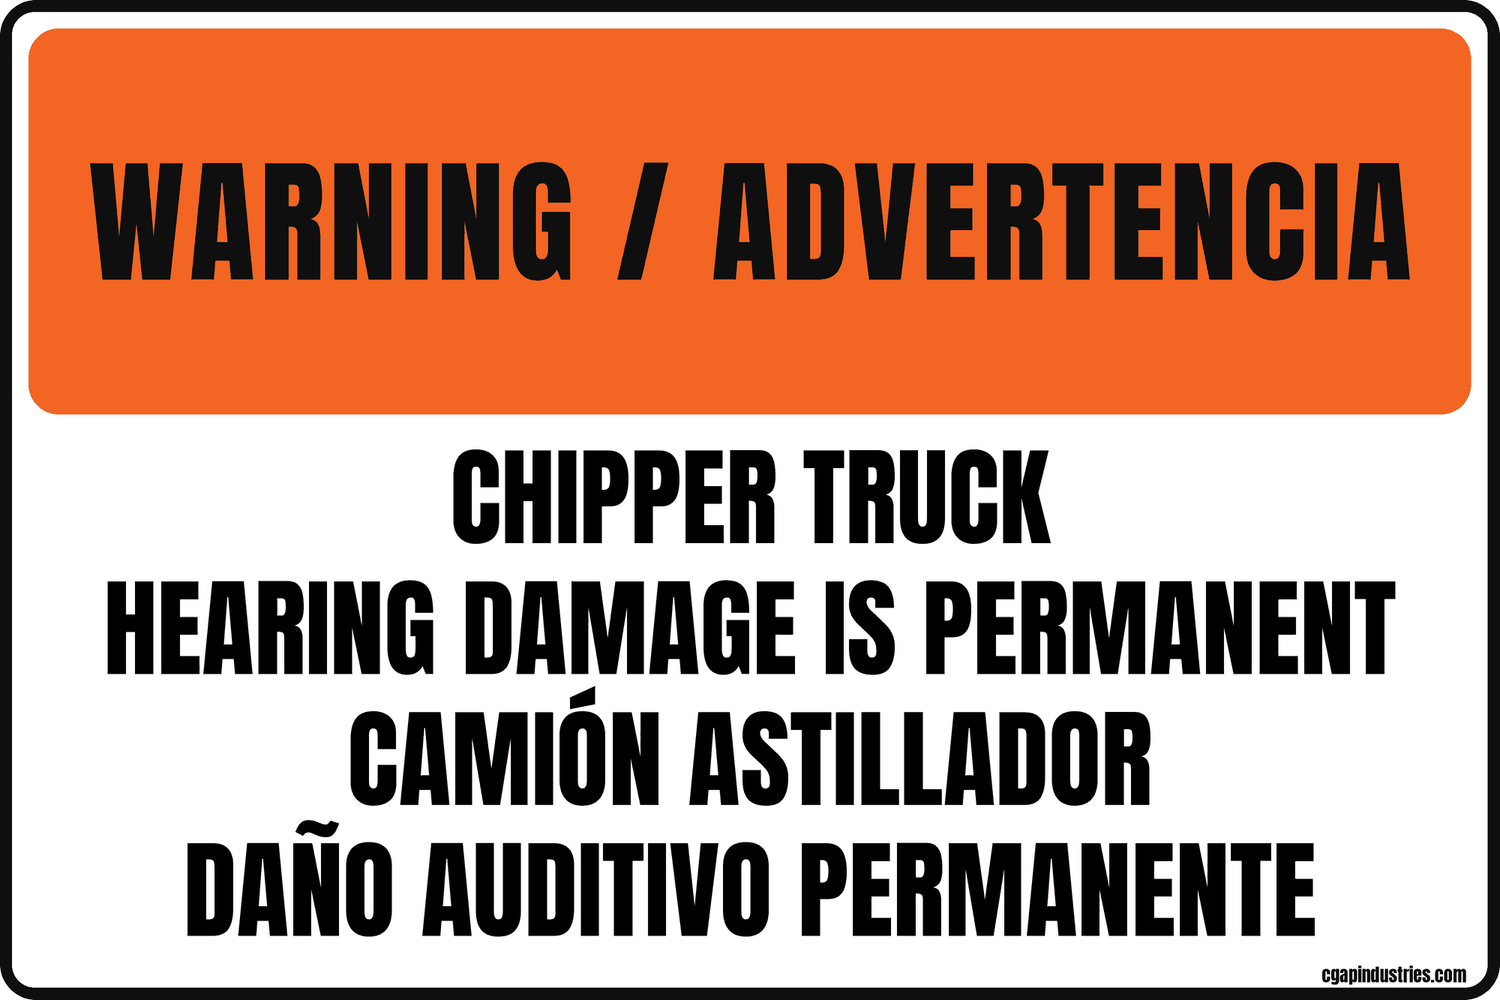 WARNING / ADVERTENCIA
CHIPPER TRUCK
HEARING DAMAGE IS PERMANENT
CAMIÓN ASTILLADOR
DAÑO AUDITIVO PERMANENTE
cgapindustries.com